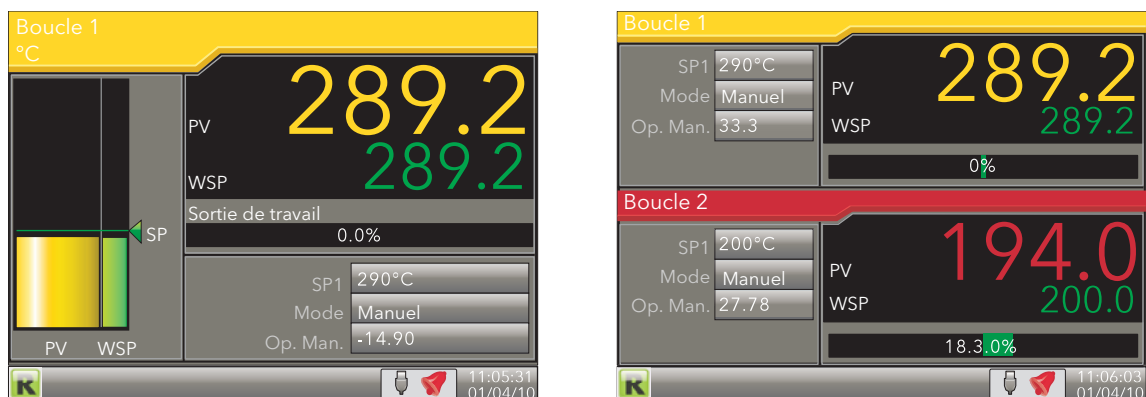 Boucle 1
°C
PV
289.2
WSP
289.2
Sortie de travail
0.0%
SP
SP1 290°C
Mode Manuel
Op. Man. -14.90
PV WSP
11:05:31
01/04/10
Boucle 1
SP1 290°C
Mode Manuel
Op. Man. 33.3
PV 289.2
WSP 289.2
0%
Boucle 2
SP1 200°C
Mode Manuel
Op. Man. 27.78
PV 194.0
WSP 200.0
18.3.0%
11:06:03
01/04/10